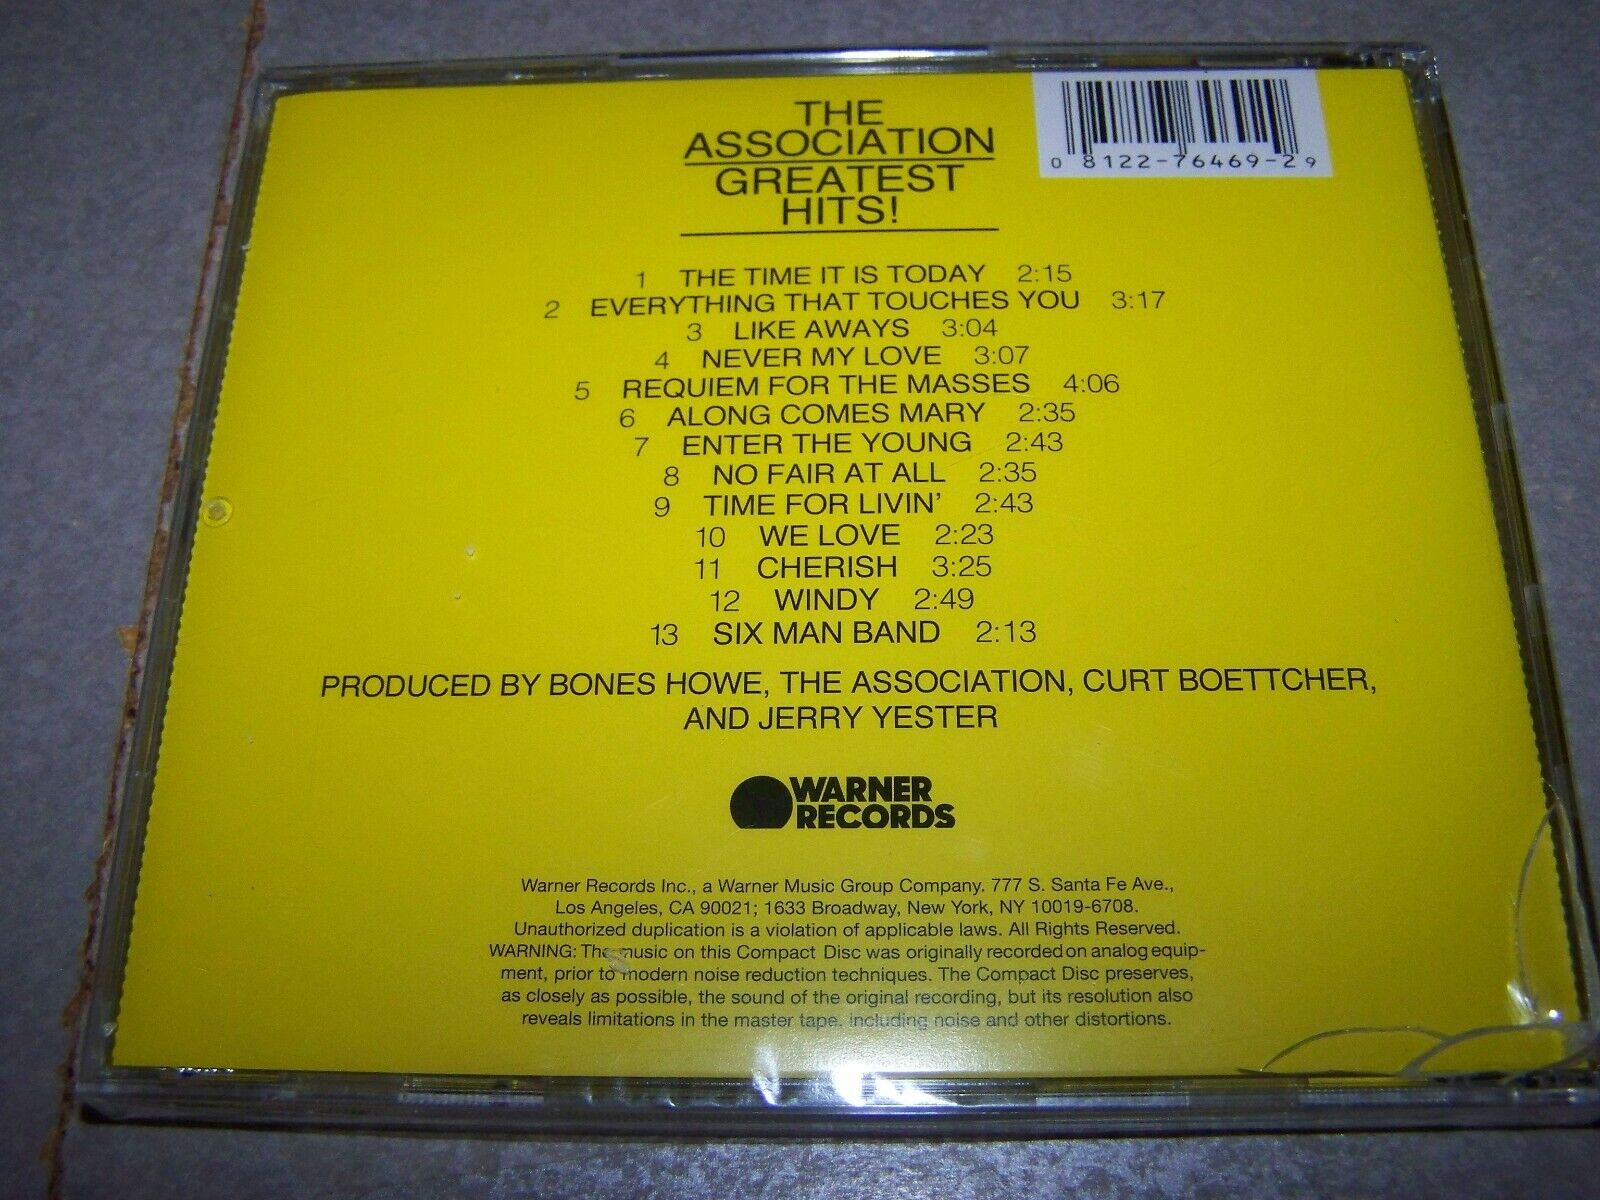 THE
ASSOCIATION
GREATEST
HITS!
0 8122-76469-2 9
1 THE TIME IT IS TODAY 2:15
2 EVERYTHING THAT TOUCHES YOU 3:17
3 LIKE AWAYS 3:04
4 NEVER MY LOVE 3:07
5 REQUIEM FOR THE MASSES 4:06
6 ALONG COMES MARY 2:35
7 ENTER THE YOUNG 2:43
8 NO FAIR AT ALL 2:35
9 TIME FOR LIVIN' 2:43
10 WE LOVE 2:23
11 CHERISH 3:25
12 WINDY 2:49
13 SIX MAN BAND 2:13
PRODUCED BY BONES HOWE, THE ASSOCIATION, CURT BOETTCHER,
AND JERRY YESTER
WARNER
RECORDS
Warner Records Inc., a Warner Music Group Company. 777 S. Santa Fe Ave.,
Los Angeles, CA 90021; 1633 Broadway, New York, NY 10019-6708.
Unauthorized duplication is a violation of applicable laws. All Rights Reserved.
WARNING: The music on this Compact Disc was originally recorded on analog equip-
ment, prior to modern noise reduction techniques. The Compact Disc preserves,
as closely as possible, the sound of the original recording, but its resolution also
reveals limitations in the master tape, including noise and other distortions.